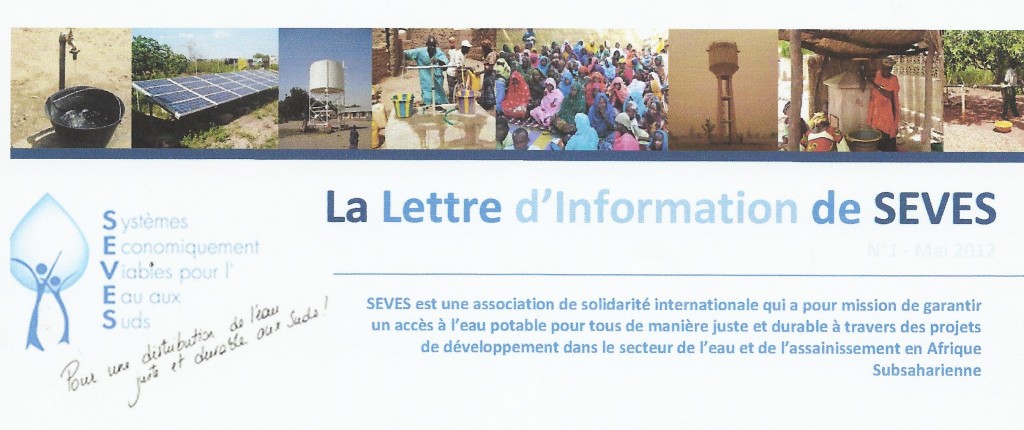 La Lettre d'Information de SEVES
N°1 - Mai 2012
Systèmes
Economiquement
Viables pour l'
Eau aux
Suds
Pour une distribution de l'eau
juste et durable aux Suds!
SEVES est une association de solidarité internationale qui a pour mission de garantir
un accès à l'eau potable pour tous de manière juste et durable à travers des projets
de développement dans le secteur de l'eau et de l'assainissement en Afrique
Subsaharienne